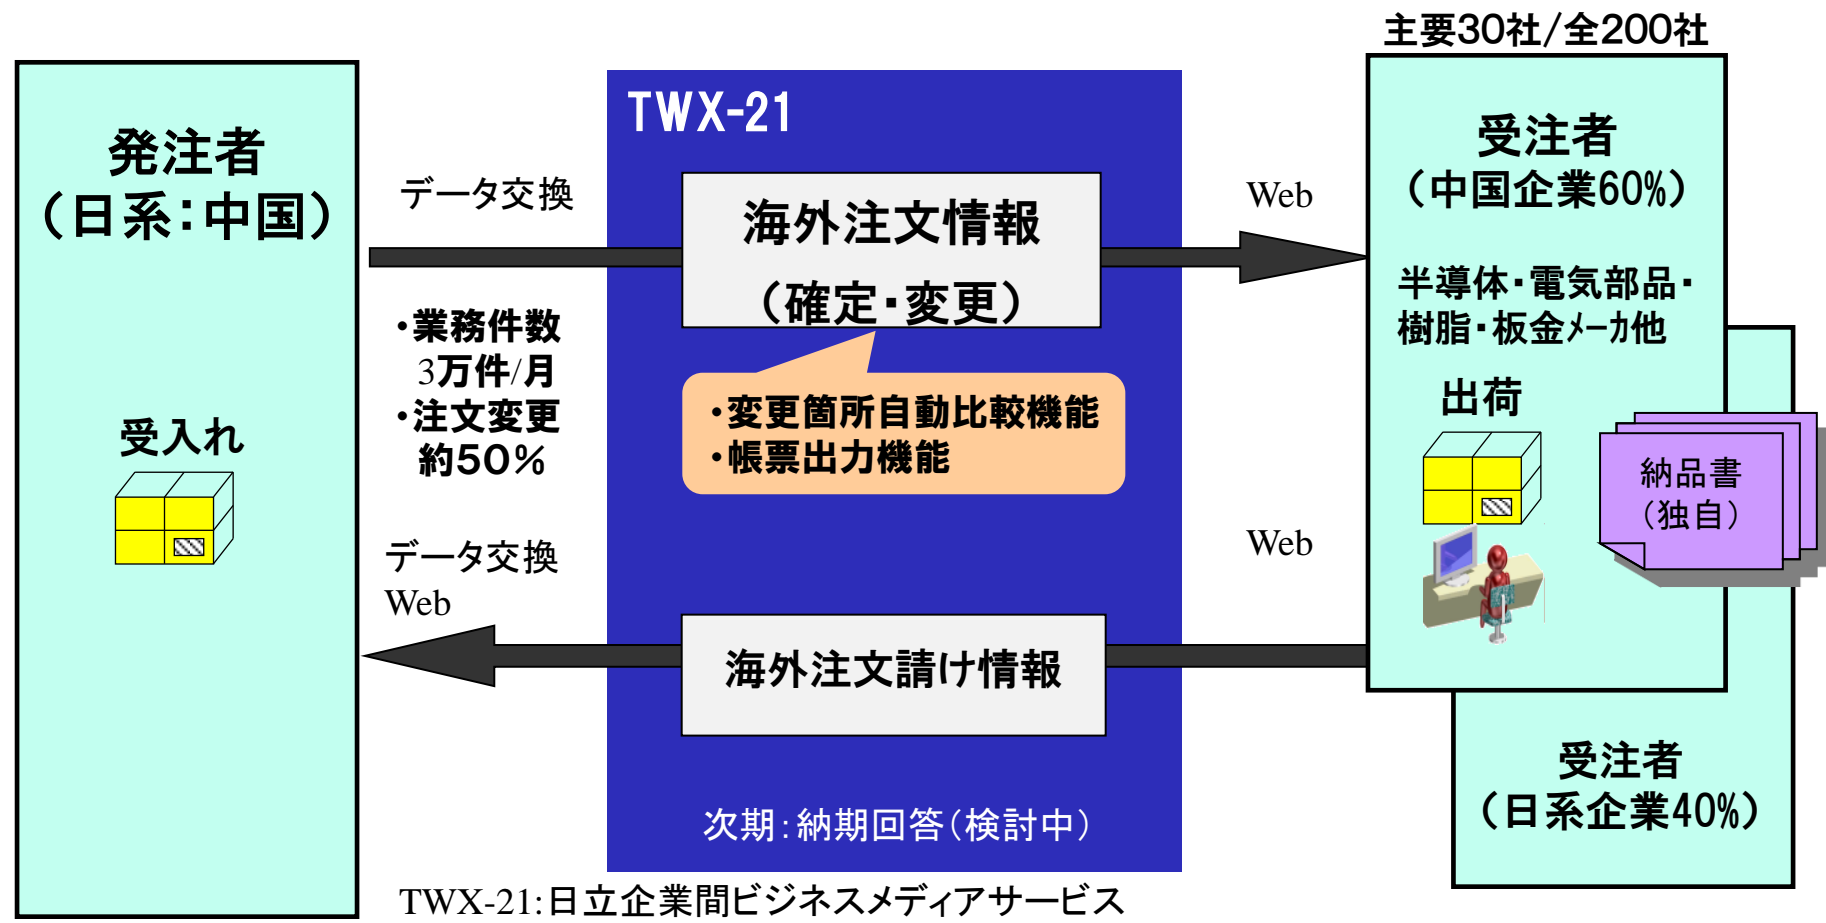 主要30社/全200社
発注者
（日系：中国）
受入れ
データ交換
・業務件数
3万件/月
・注文変更
約50%
データ交換
Web
TWX-21
海外注文情報
（確定・変更）
・変更箇所自動比較機能
・帳票出力機能
海外注文請け情報
次期：納期回答（検討中）
Web
Web
受注者
（中国企業60%）
半導体・電気部品・
樹脂・板金ﾒｰｶ他
出荷
納品書
（独自）
受注者
（日系企業40%）
TWX-21:日立企業間ビジネスメディアサービス